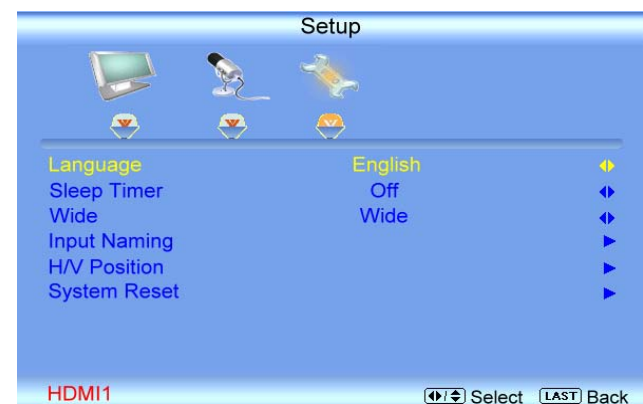 Setup
Language English
Sleep Timer Off
Wide Wide
Input Naming
H/V Position
System Reset
HDMI1 Select LAST Back